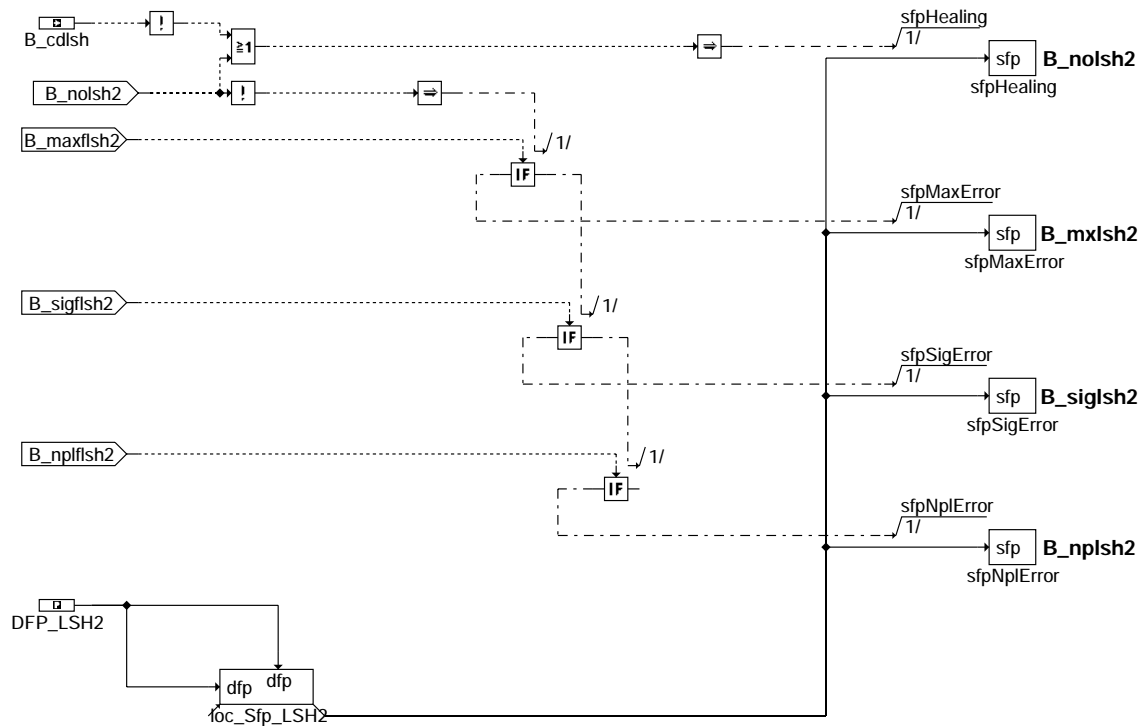 sfpHealing
!
1/
B_cdlsh
≥1
⇒
sfp
B_nolsh2
sfpHealing
B_nolsh2
!
⇒
B_maxflsh2
1/
IF
sfpMaxError
1/
sfp
B_mxlsh2
sfpMaxError
B_sigflsh2
1/
IF
sfpSigError
1/
sfp
B_siglsh2
sfpSigError
B_nplflsh2
1/
IF
sfpNplError
1/
sfp
B_nplsh2
sfpNplError
DFP_LSH2
dfp
dfp
loc_Sfp_LSH2